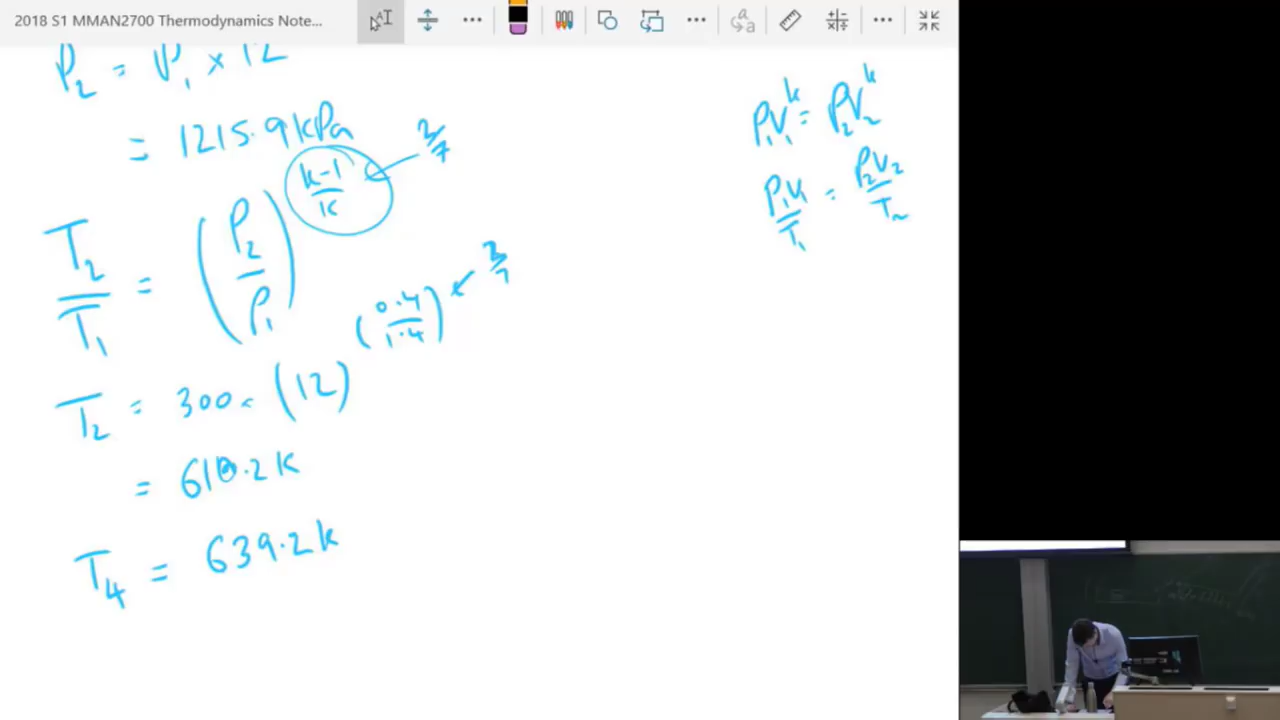 2018 S1 MMAN2700 Thermodynamics Note...
P₂ = P₁ × 12
= 1215.9 kPa
T₂/T₁ = (P₂/P₁)^((k-1)/k) ← 2/7
T₂ = 300 × (12)^(0.4/1.4) ← 2/7
= 610.2 K
T₄ = 639.2 K
P₁V₁^k = P₂V₂^k
P₁V₁/T₁ = P₂V₂/T₂